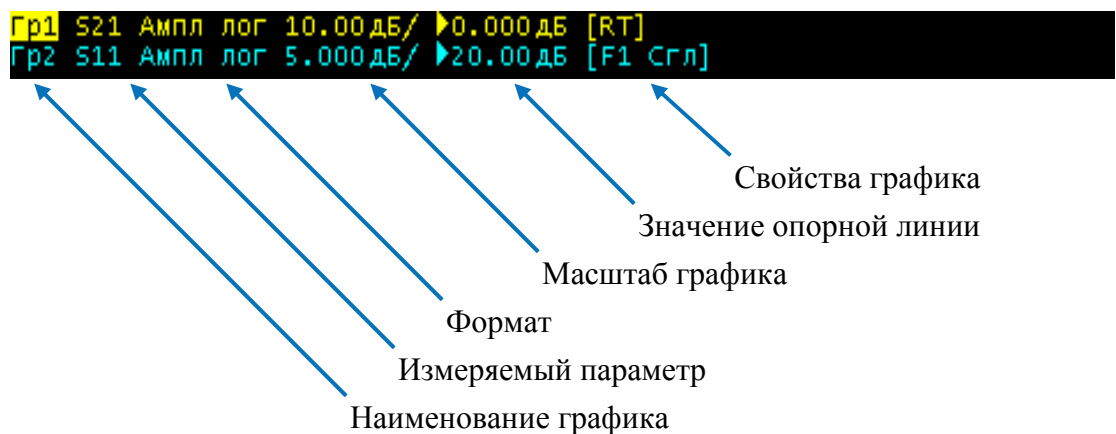 Гр1 S21 Ампл лог 10.00дБ/ ▶0.000дБ [RT]
Гр2 S11 Ампл лог 5.000дБ/ ▶20.00дБ [F1 Сгл]
Свойства графика
Значение опорной линии
Масштаб графика
Формат
Измеряемый параметр
Наименование графика